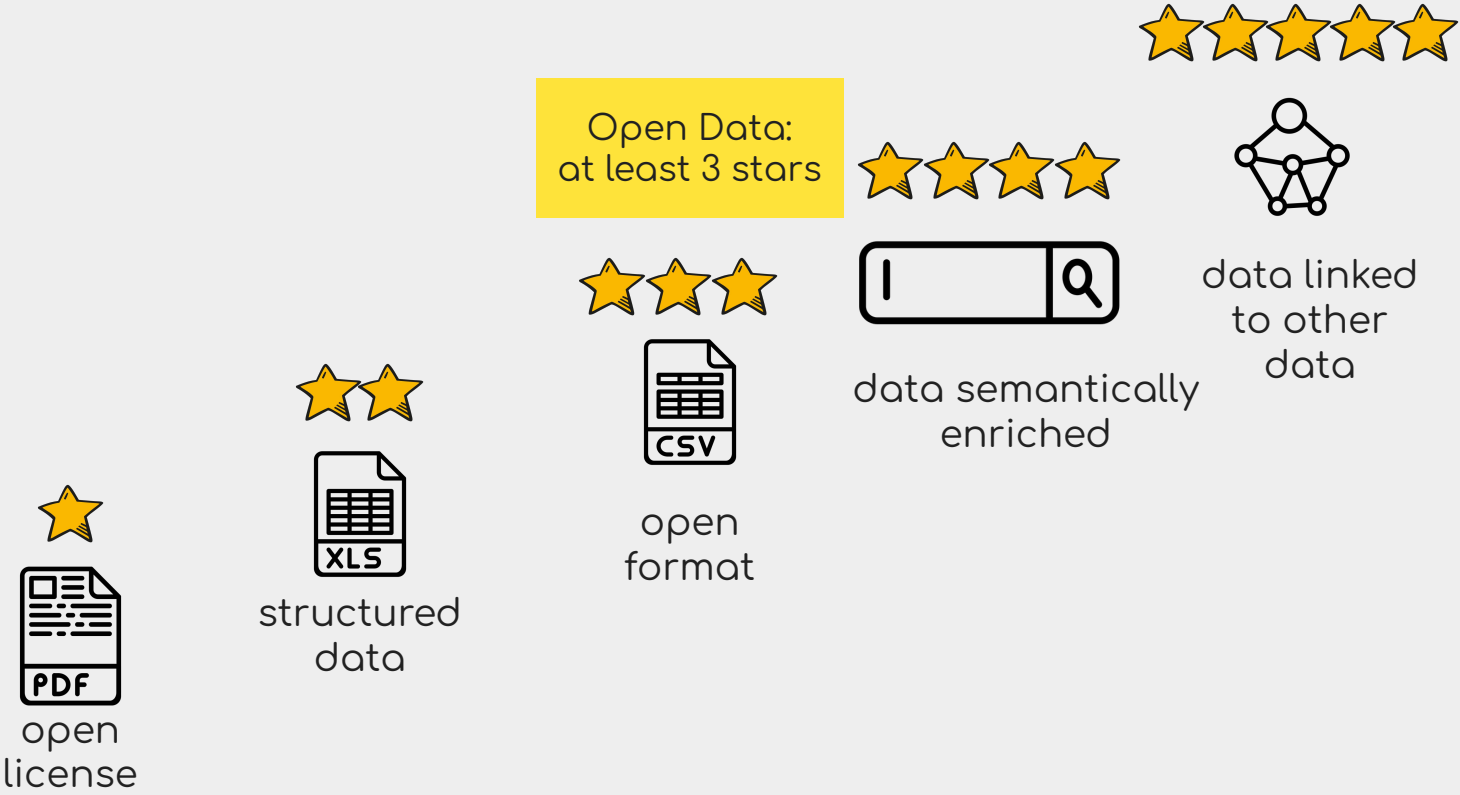 PDF
open
license
XLS
structured
data
Open Data:
at least 3 stars
CSV
open
format
data semantically
enriched
data linked
to other
data